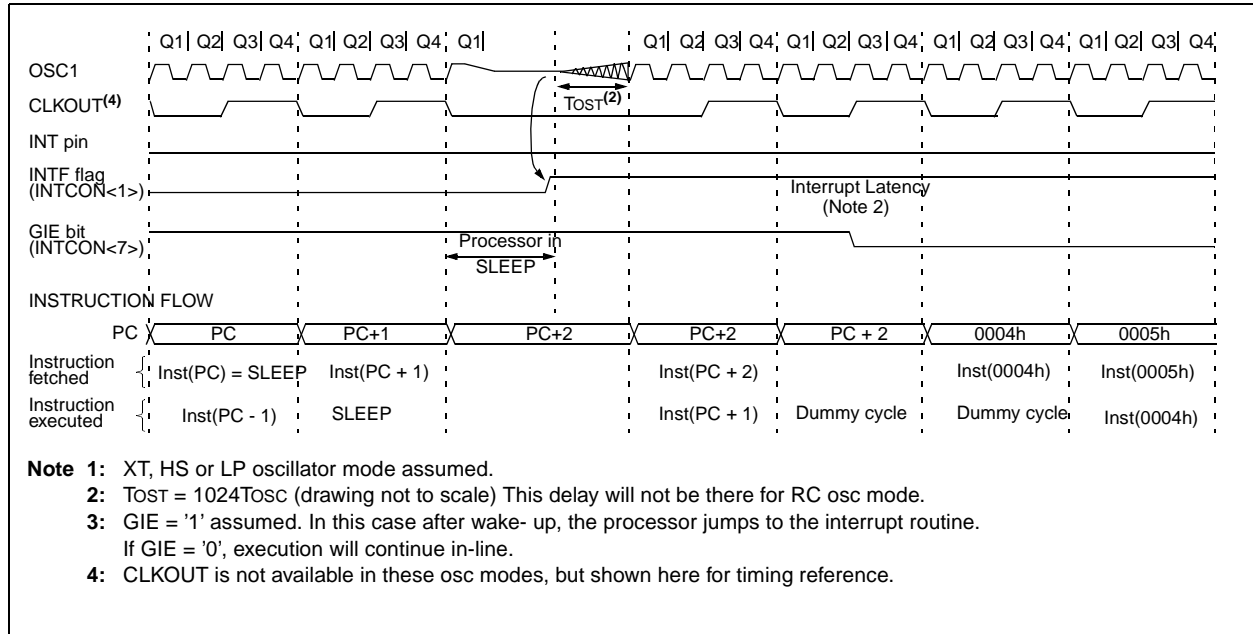 Q1 Q2 Q3 Q4 Q1 Q2 Q3 Q4 Q1 Q1 Q2 Q3 Q4 Q1 Q2 Q3 Q4 Q1 Q2 Q3 Q4 Q1 Q2 Q3 Q4
OSC1
CLKOUT(4)
TOST(2)
INT pin
INTF flag
(INTCON<1>)
Interrupt Latency
(Note 2)
GIE bit
(INTCON<7>)
Processor in
SLEEP
INSTRUCTION FLOW
PC PC PC+1 PC+2 PC+2 PC + 2 0004h 0005h
Instruction
fetched
Inst(PC) = SLEEP Inst(PC + 1) Inst(PC + 2) Inst(0004h) Inst(0005h)
Instruction
executed
Inst(PC - 1) SLEEP Inst(PC + 1) Dummy cycle Dummy cycle Inst(0004h)
Note 1: XT, HS or LP oscillator mode assumed.
2: TOST = 1024TOSC (drawing not to scale) This delay will not be there for RC osc mode.
3: GIE = '1' assumed. In this case after wake- up, the processor jumps to the interrupt routine.
If GIE = '0', execution will continue in-line.
4: CLKOUT is not available in these osc modes, but shown here for timing reference.